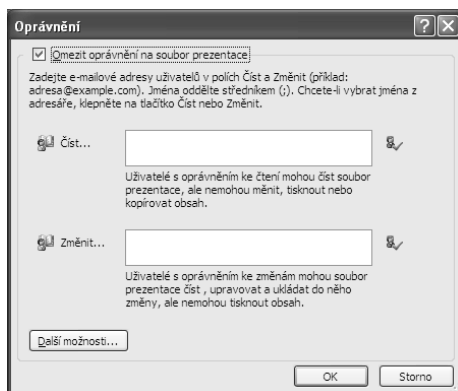 Oprávnění
Omezit oprávnění na soubor prezentace
Zadejte e-mailové adresy uživatelů v polích Číst a Změnit (příklad:
adresa@example.com). Jména oddělte středníkem (;). Chcete-li vybrat jména z
adresáře, klepněte na tlačítko Číst nebo Změnit.
Číst...
Uživatelé s oprávněním ke čtení mohou číst soubor
prezentace, ale nemohou měnit, tisknout nebo
kopírovat obsah.
Změnit...
Uživatelé s oprávněním ke změnám mohou soubor
prezentace číst , upravovat a ukládat do něho
změny, ale nemohou tisknout obsah.
Další možnosti...
OK Storno